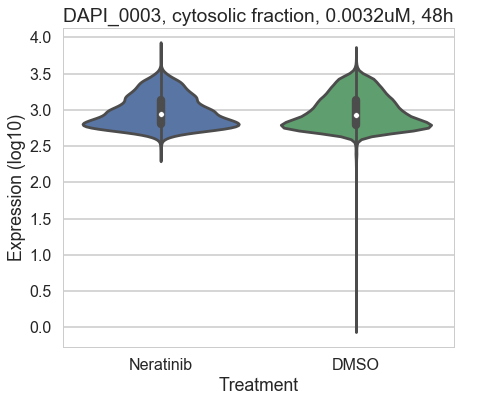 DAPI_0003, cytosolic fraction, 0.0032uM, 48h
Expression (log10)
4.0
3.5
3.0
2.5
2.0
1.5
1.0
0.5
0.0
Neratinib DMSO
Treatment